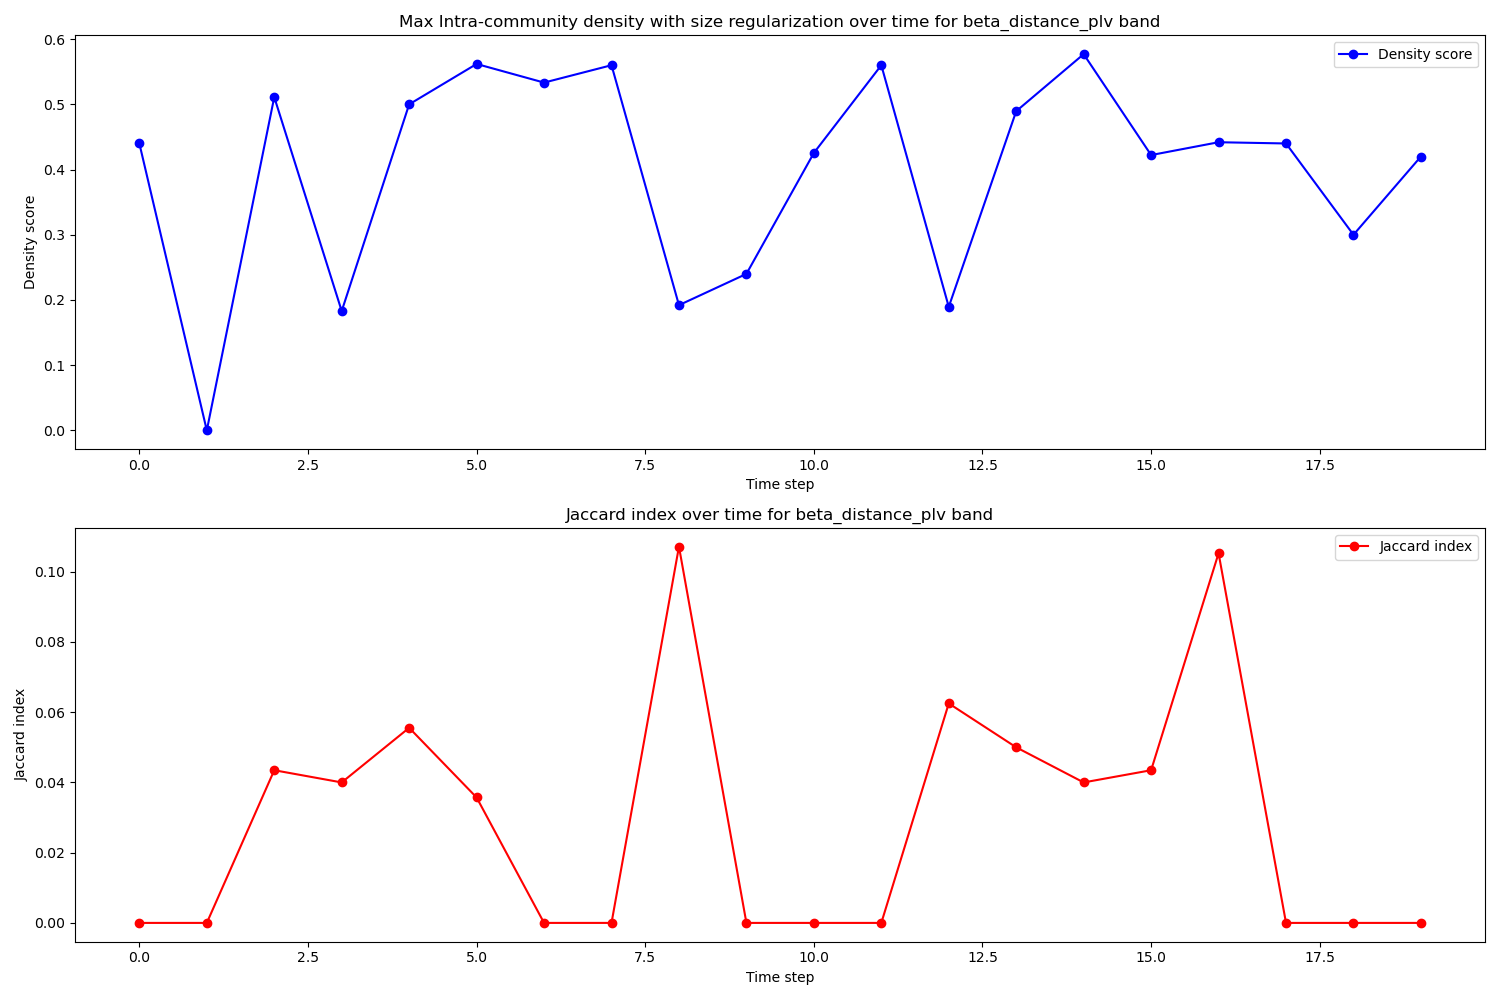 Max Intra-community density with size regularization over time for beta_distance_plv band
Density score
0.6
0.5
0.4
0.3
0.2
0.1
0.0
Density score
0.0 2.5 5.0 7.5 10.0 12.5 15.0 17.5
Time step
Jaccard index over time for beta_distance_plv band
Jaccard index
0.10
0.08
0.06
0.04
0.02
0.00
Jaccard index
0.0 2.5 5.0 7.5 10.0 12.5 15.0 17.5
Time step